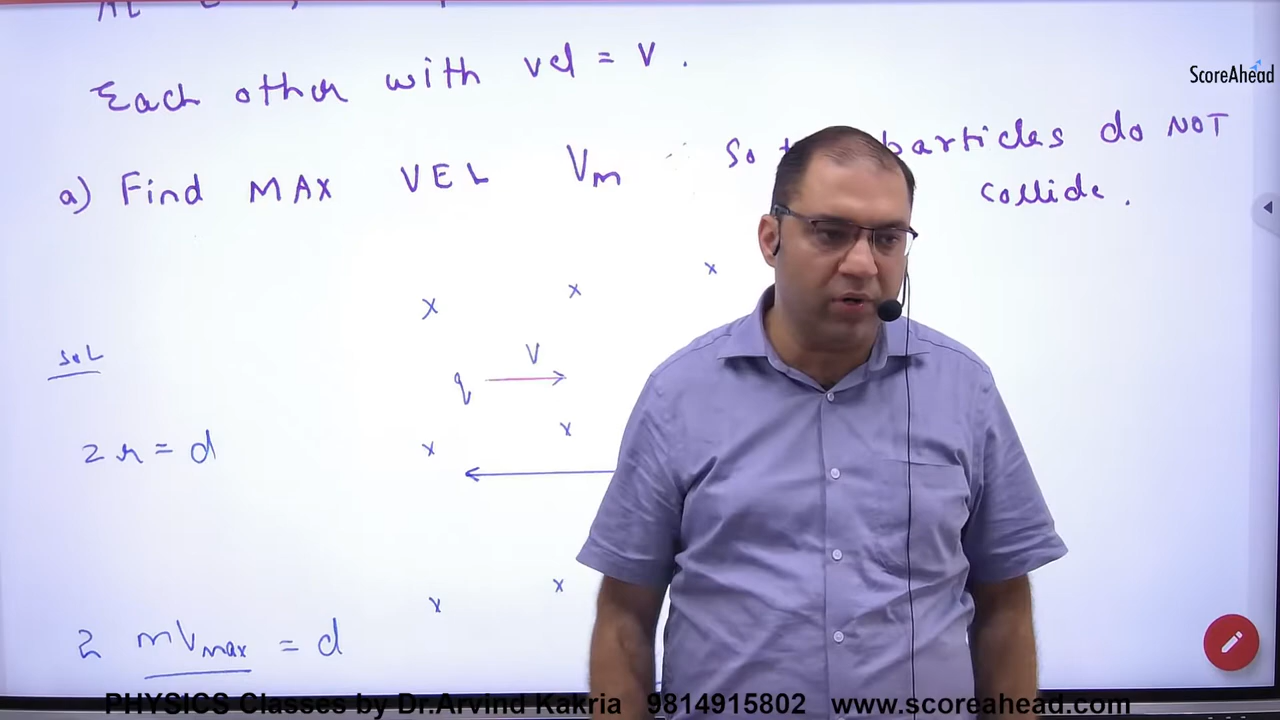 Each other with vel = V.
ScoreAhead
a) Find MAX VEL Vm So particles do NOT
collide.
x x x
Sol
V
q
2r = d
x x
x x
2 mVmax = d
PHYSICS Classes by Dr.Arvind Kakria 9814915802 www.scoreahead.com